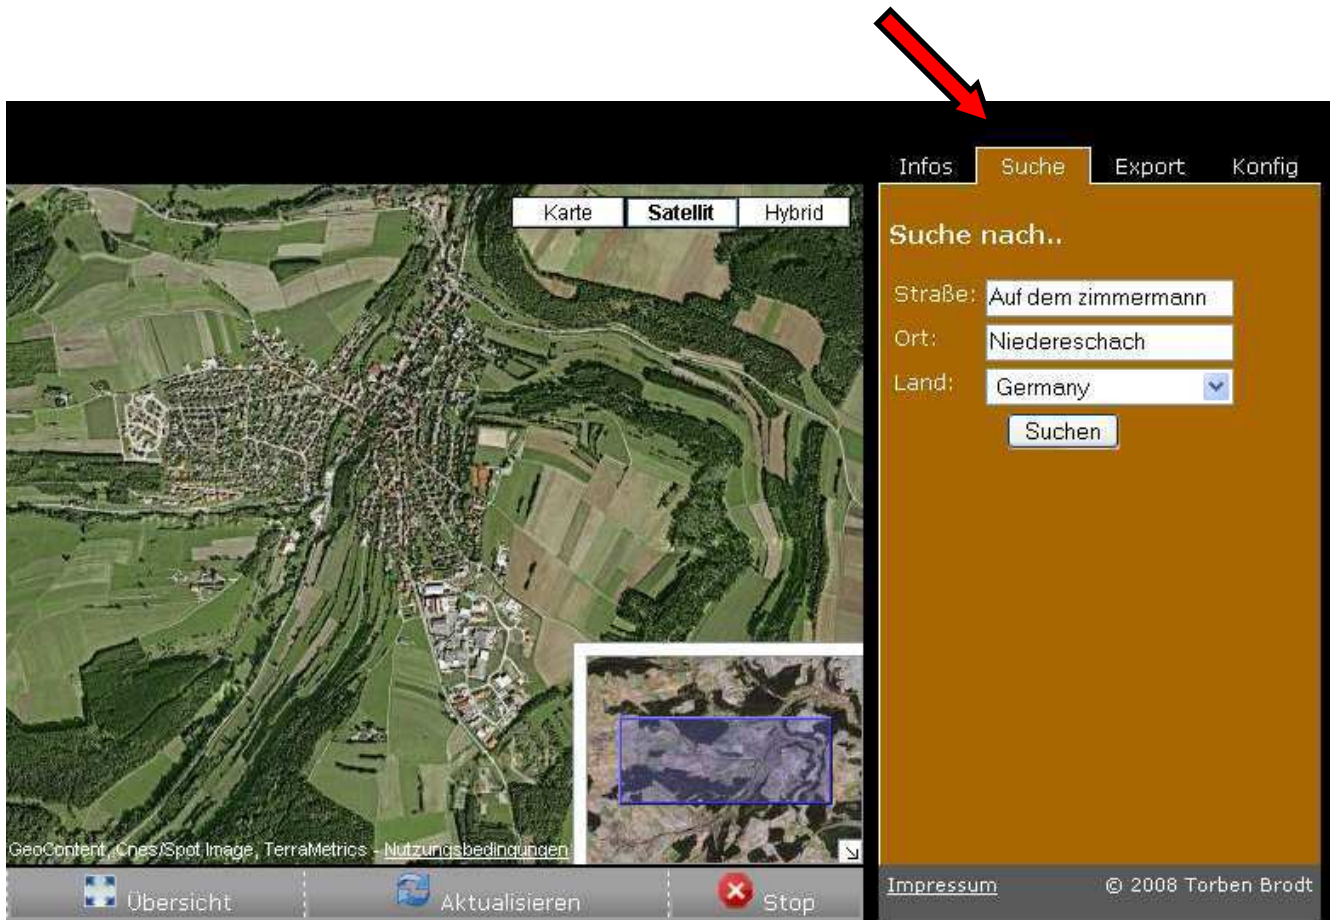 Infos Suche Export Konfig
Karte Satellit Hybrid
Suche nach..
Straße: Auf dem zimmermann
Ort: Niedereschach
Land: Germany
Suchen
GeoContent, Cnes/Spot Image, TerraMetrics - Nutzungsbedingungen
Übersicht Aktualisieren Stop
Impressum © 2008 Torben Brodt